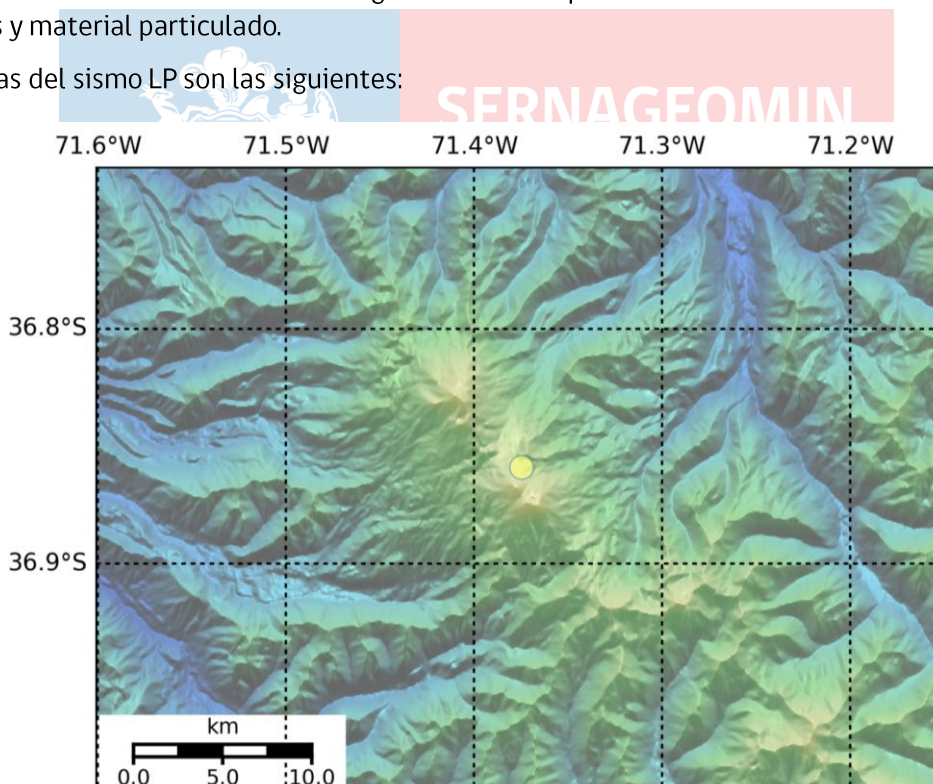 s y material particulado.
as del sismo LP son las siguientes:
SERNAGEOMIN
71.6°W 71.5°W 71.4°W 71.3°W 71.2°W
36.8°S
36.9°S
km
0.0 5.0 10.0